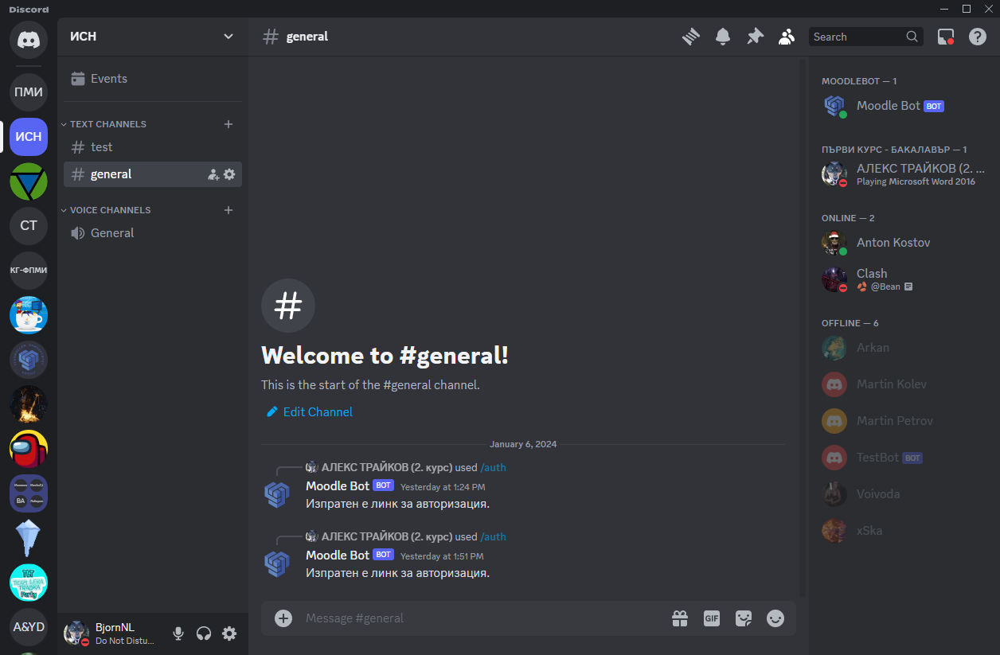 Discord
ИСН
general
Search
ПМИ
ИСН
СТ
КГ-ФПМИ
BA
A&YD
Events
TEXT CHANNELS
test
general
VOICE CHANNELS
General
BjornNL
Do Not Distu...
Welcome to #general!
This is the start of the #general channel.
Edit Channel
January 6, 2024
АЛЕКС ТРАЙКОВ (2. курс) used /auth
Moodle Bot BOT Yesterday at 1:24 PM
Изпратен е линк за авторизация.
АЛЕКС ТРАЙКОВ (2. курс) used /auth
Moodle Bot BOT Yesterday at 1:51 PM
Изпратен е линк за авторизация.
Message #general
GIF
MOODLEBOT — 1
Moodle Bot BOT
ПЪРВИ КУРС - БАКАЛАВЪР — 1
АЛЕКС ТРАЙКОВ (2. ...
Playing Microsoft Word 2016
ONLINE — 2
Anton Kostov
Clash
@Bean
OFFLINE — 6
Arkan
Martin Kolev
Martin Petrov
TestBot BOT
Voivoda
xSka